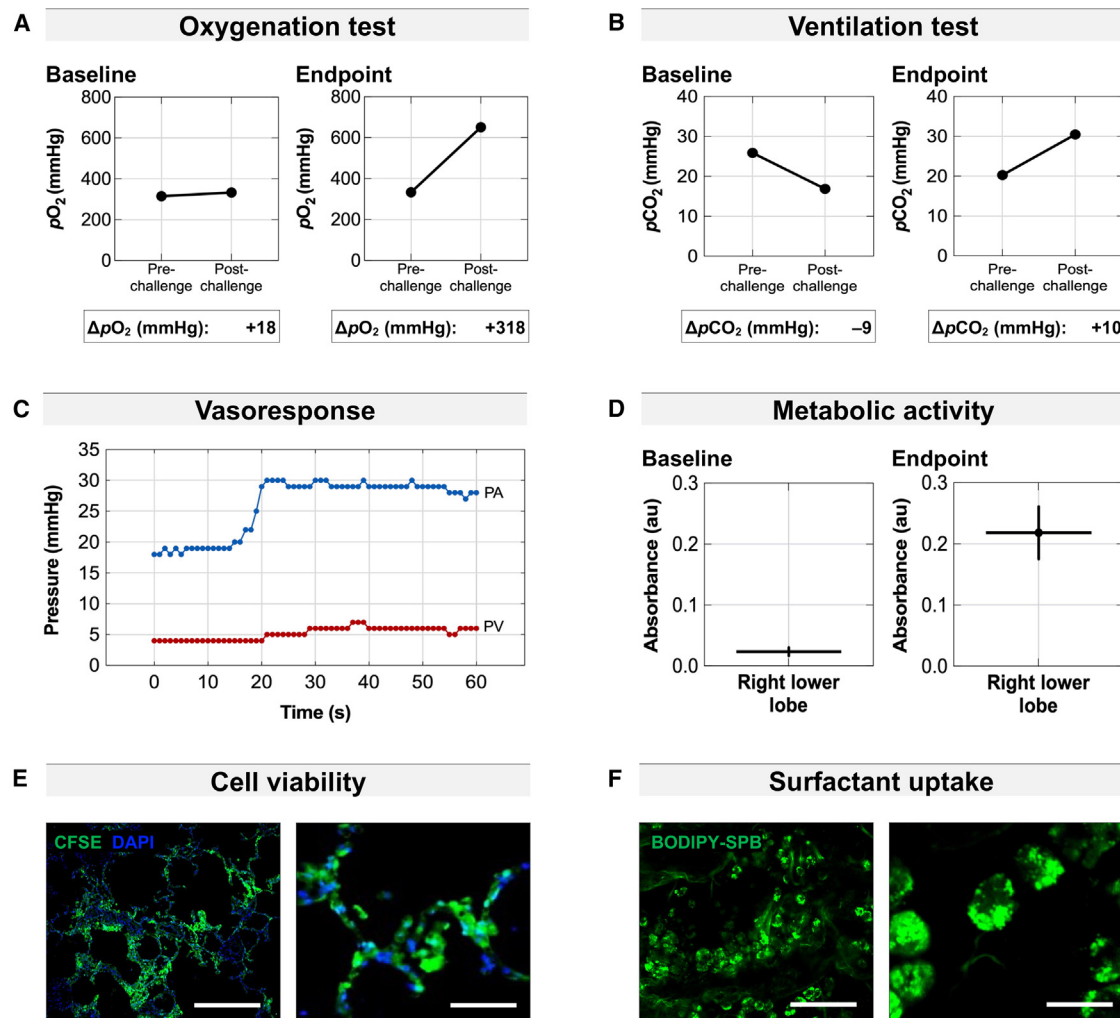 A Oxygenation test
Baseline
Endpoint
800
600
400
200
0
pO₂ (mmHg)
Pre-
challenge
Post-
challenge
ΔpO₂ (mmHg): +18
800
600
400
200
0
pO₂ (mmHg)
Pre-
challenge
Post-
challenge
ΔpO₂ (mmHg): +318
B Ventilation test
Baseline
Endpoint
40
30
20
10
0
pCO₂ (mmHg)
Pre-
challenge
Post-
challenge
ΔpCO₂ (mmHg): –9
40
30
20
10
0
pCO₂ (mmHg)
Pre-
challenge
Post-
challenge
ΔpCO₂ (mmHg): +10
C Vasoresponse
35
30
25
20
15
10
5
0
Pressure (mmHg)
PA
PV
0 10 20 30 40 50 60
Time (s)
D Metabolic activity
Baseline
Endpoint
0.3
0.2
0.1
0.0
Absorbance (au)
Right lower
lobe
0.3
0.2
0.1
0.0
Absorbance (au)
Right lower
lobe
E Cell viability
CFSE DAPI
F Surfactant uptake
BODIPY-SPB